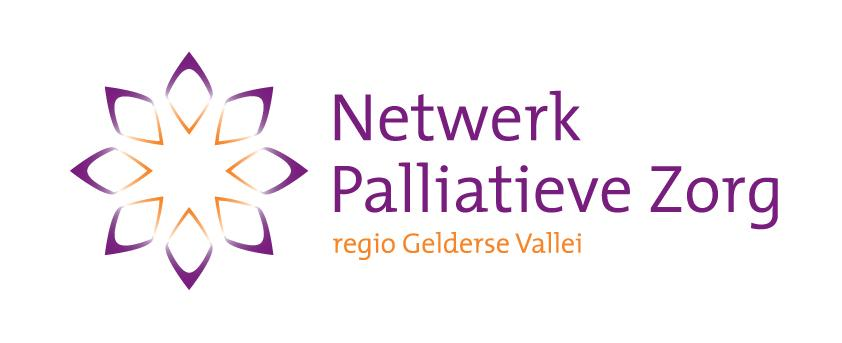 Netwerk
Palliatieve Zorg
regio Gelderse Vallei